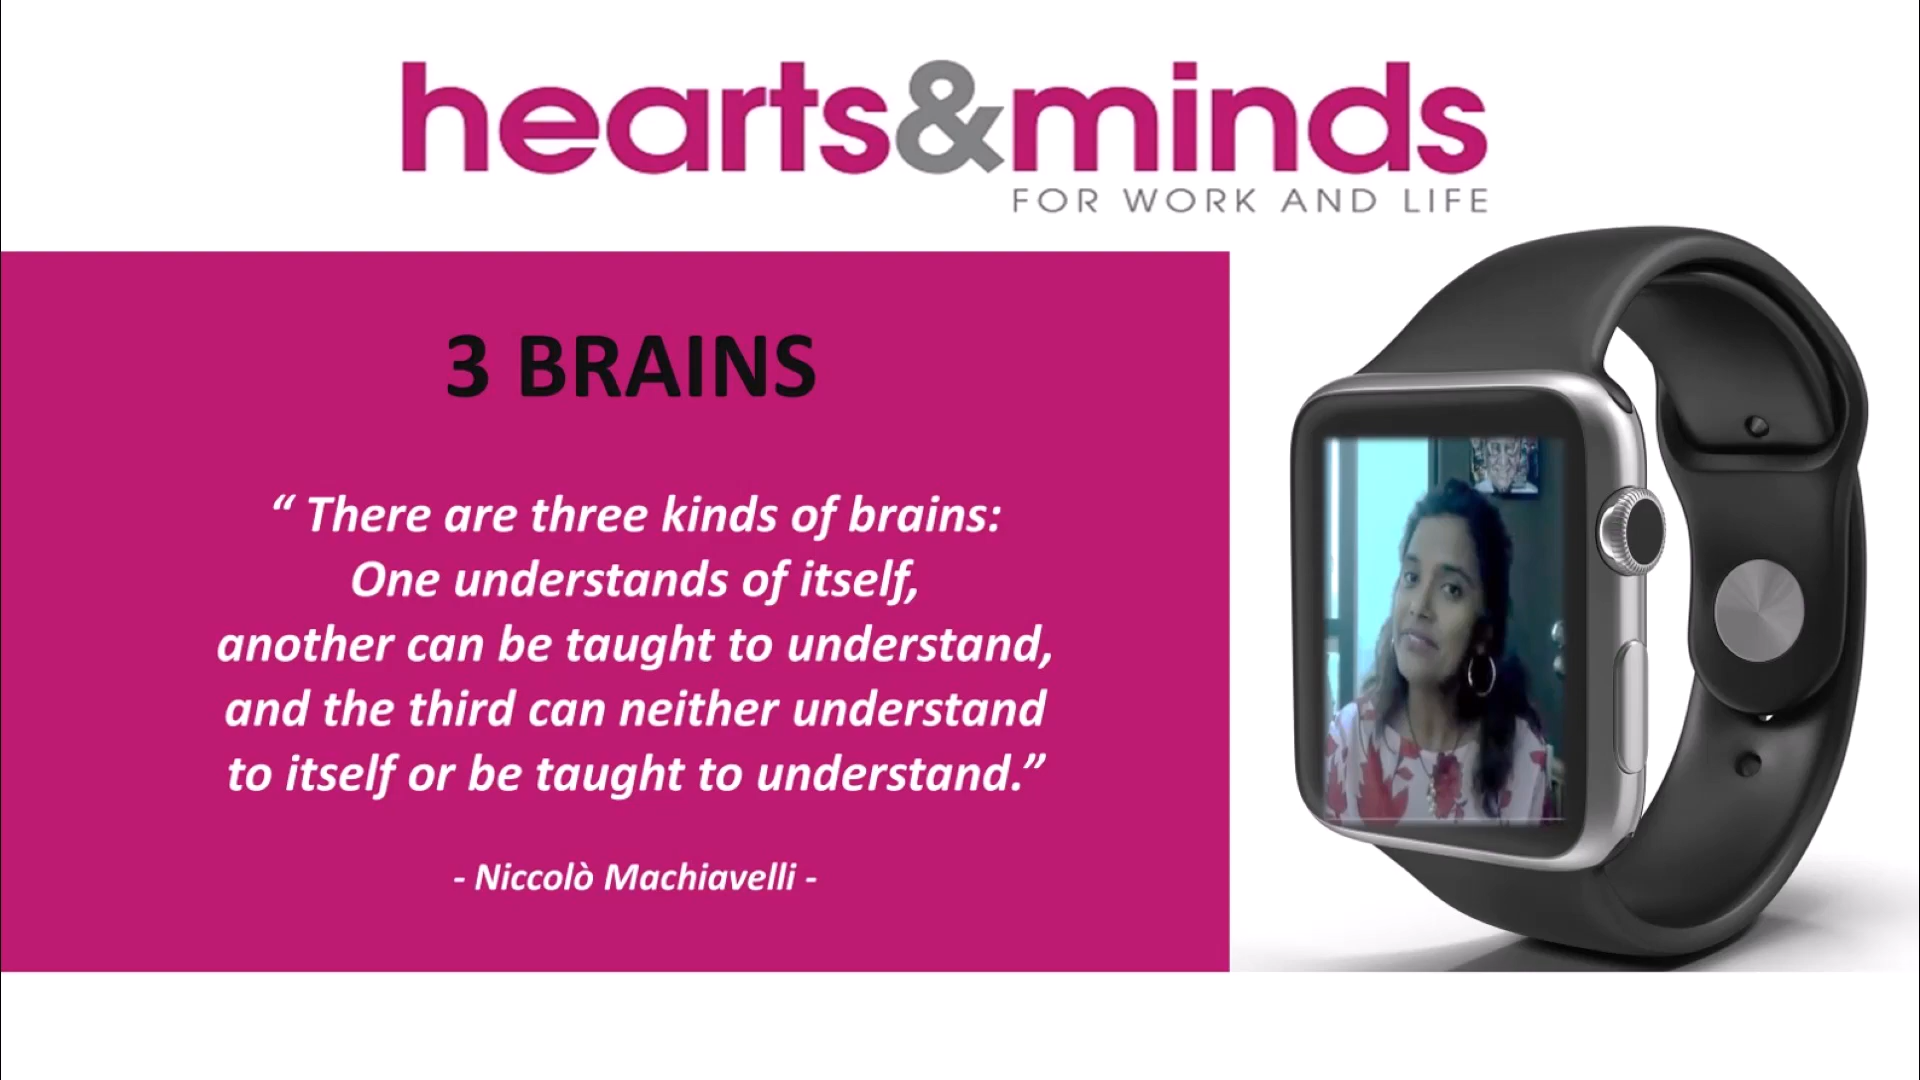 hearts&minds
FOR WORK AND LIFE
3 BRAINS
“ There are three kinds of brains:
One understands of itself,
another can be taught to understand,
and the third can neither understand
to itself or be taught to understand.”
- Niccolò Machiavelli -